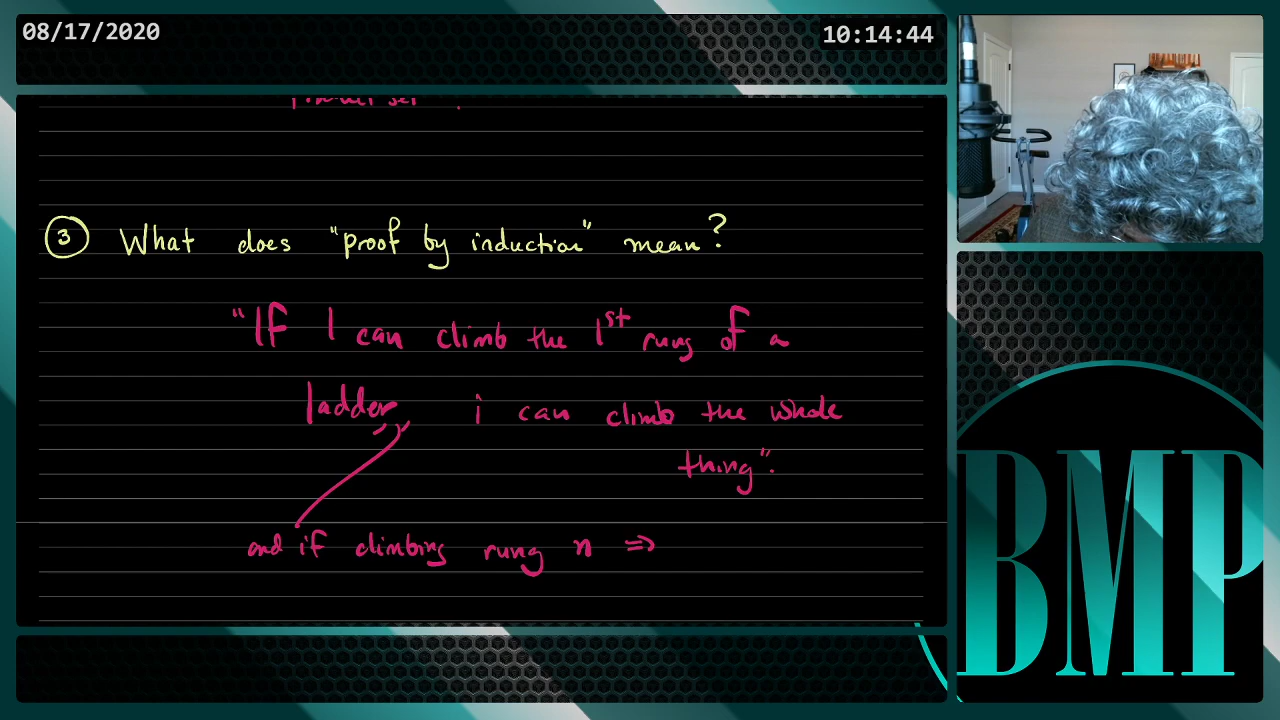 08/17/2020
10:14:44
③ What does "proof by induction" mean?
"If I can climb the 1st rung of a
ladder, i can climb the whole
thing".
and if climbing rung n ⇒
BMP